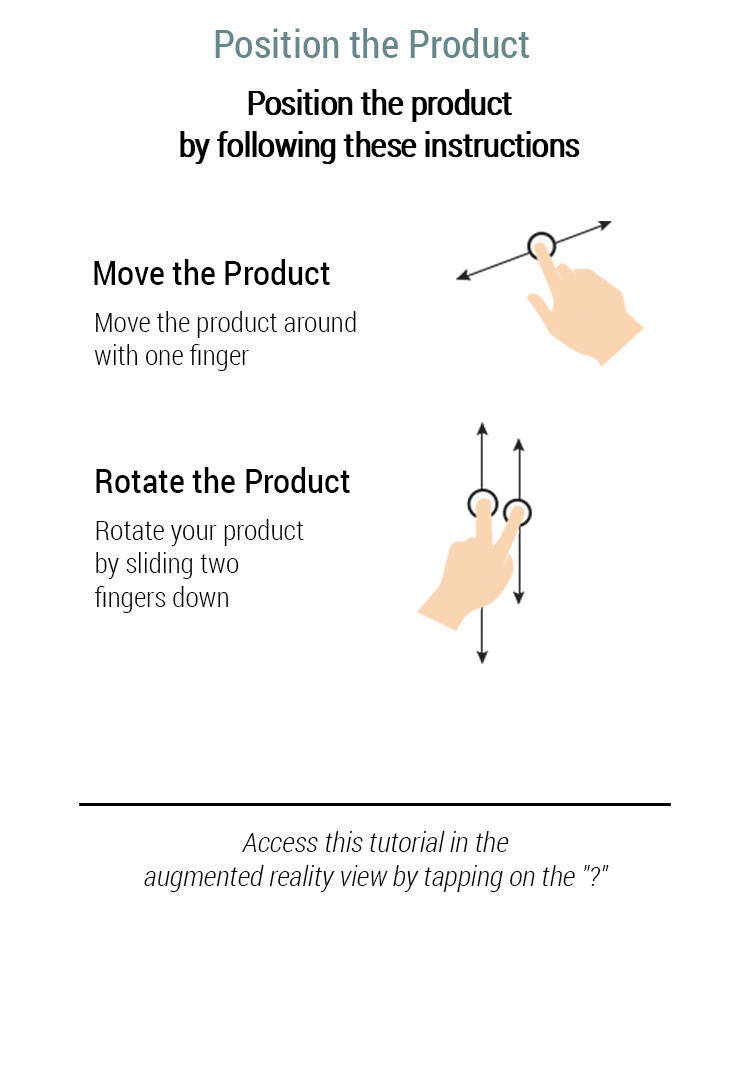 Position the Product
Position the product
by following these instructions
Move the Product
Move the product around
with one finger
Rotate the Product
Rotate your product
by sliding two
fingers down
Access this tutorial in the
augmented reality view by tapping on the "?"